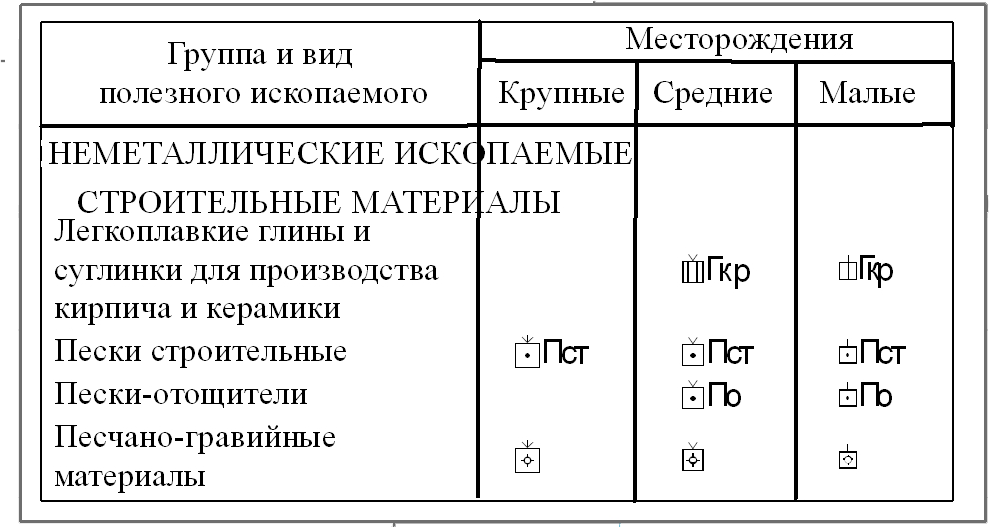 Группа и вид
полезного ископаемого
Месторождения
Крупные Средние Малые
НЕМЕТАЛЛИЧЕСКИЕ ИСКОПАЕМЫЕ
СТРОИТЕЛЬНЫЕ МАТЕРИАЛЫ
Легкоплавкие глины и
суглинки для производства
кирпича и керамики
Гкр Гкр
Пески строительные Пст Пст Пст
Пески-отощители По По
Песчано-гравийные
материалы